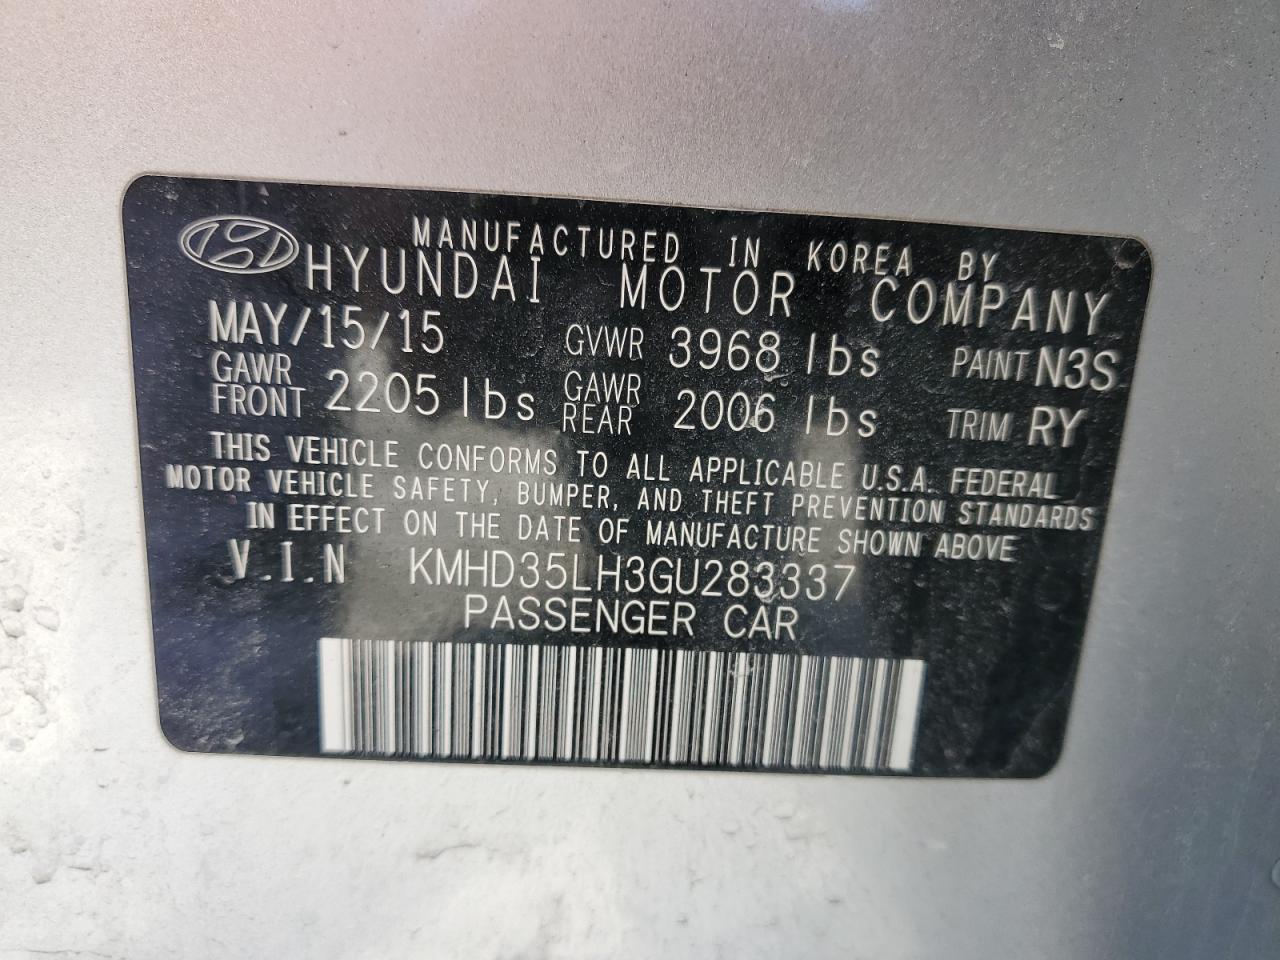 MANUFACTURED IN KOREA BY
HYUNDAI MOTOR COMPANY
MAY/15/15 GVWR 3968 lbs PAINT N3S
GAWR FRONT 2205 lbs GAWR REAR 2006 lbs TRIM RY
THIS VEHICLE CONFORMS TO ALL APPLICABLE U.S.A. FEDERAL
MOTOR VEHICLE SAFETY, BUMPER, AND THEFT PREVENTION STANDARDS
IN EFFECT ON THE DATE OF MANUFACTURE SHOWN ABOVE
V.I.N KMHD35LH3GU283337
PASSENGER CAR